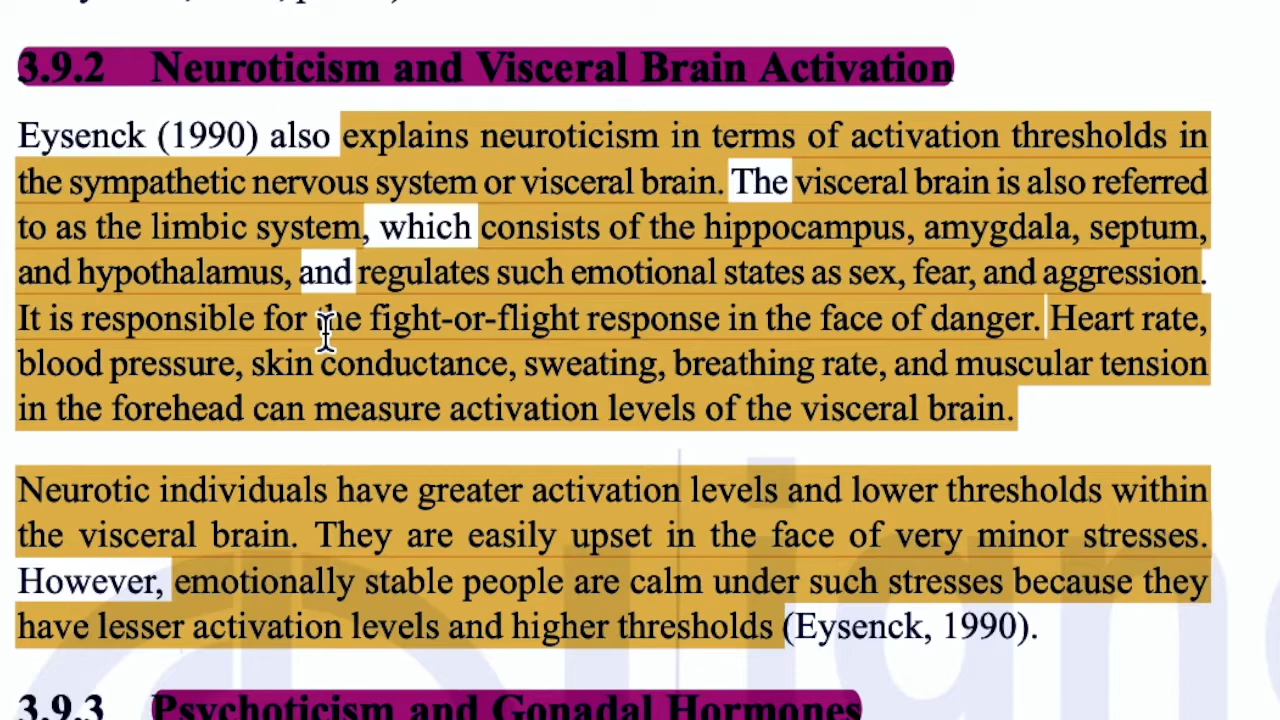 3.9.2 Neuroticism and Visceral Brain Activation
Eysenck (1990) also explains neuroticism in terms of activation thresholds in
the sympathetic nervous system or visceral brain. The visceral brain is also referred
to as the limbic system, which consists of the hippocampus, amygdala, septum,
and hypothalamus, and regulates such emotional states as sex, fear, and aggression.
It is responsible for the fight-or-flight response in the face of danger. Heart rate,
blood pressure, skin conductance, sweating, breathing rate, and muscular tension
in the forehead can measure activation levels of the visceral brain.
Neurotic individuals have greater activation levels and lower thresholds within
the visceral brain. They are easily upset in the face of very minor stresses.
However, emotionally stable people are calm under such stresses because they
have lesser activation levels and higher thresholds (Eysenck, 1990).
3.9.3 Psychoticism and Gonadal Hormones